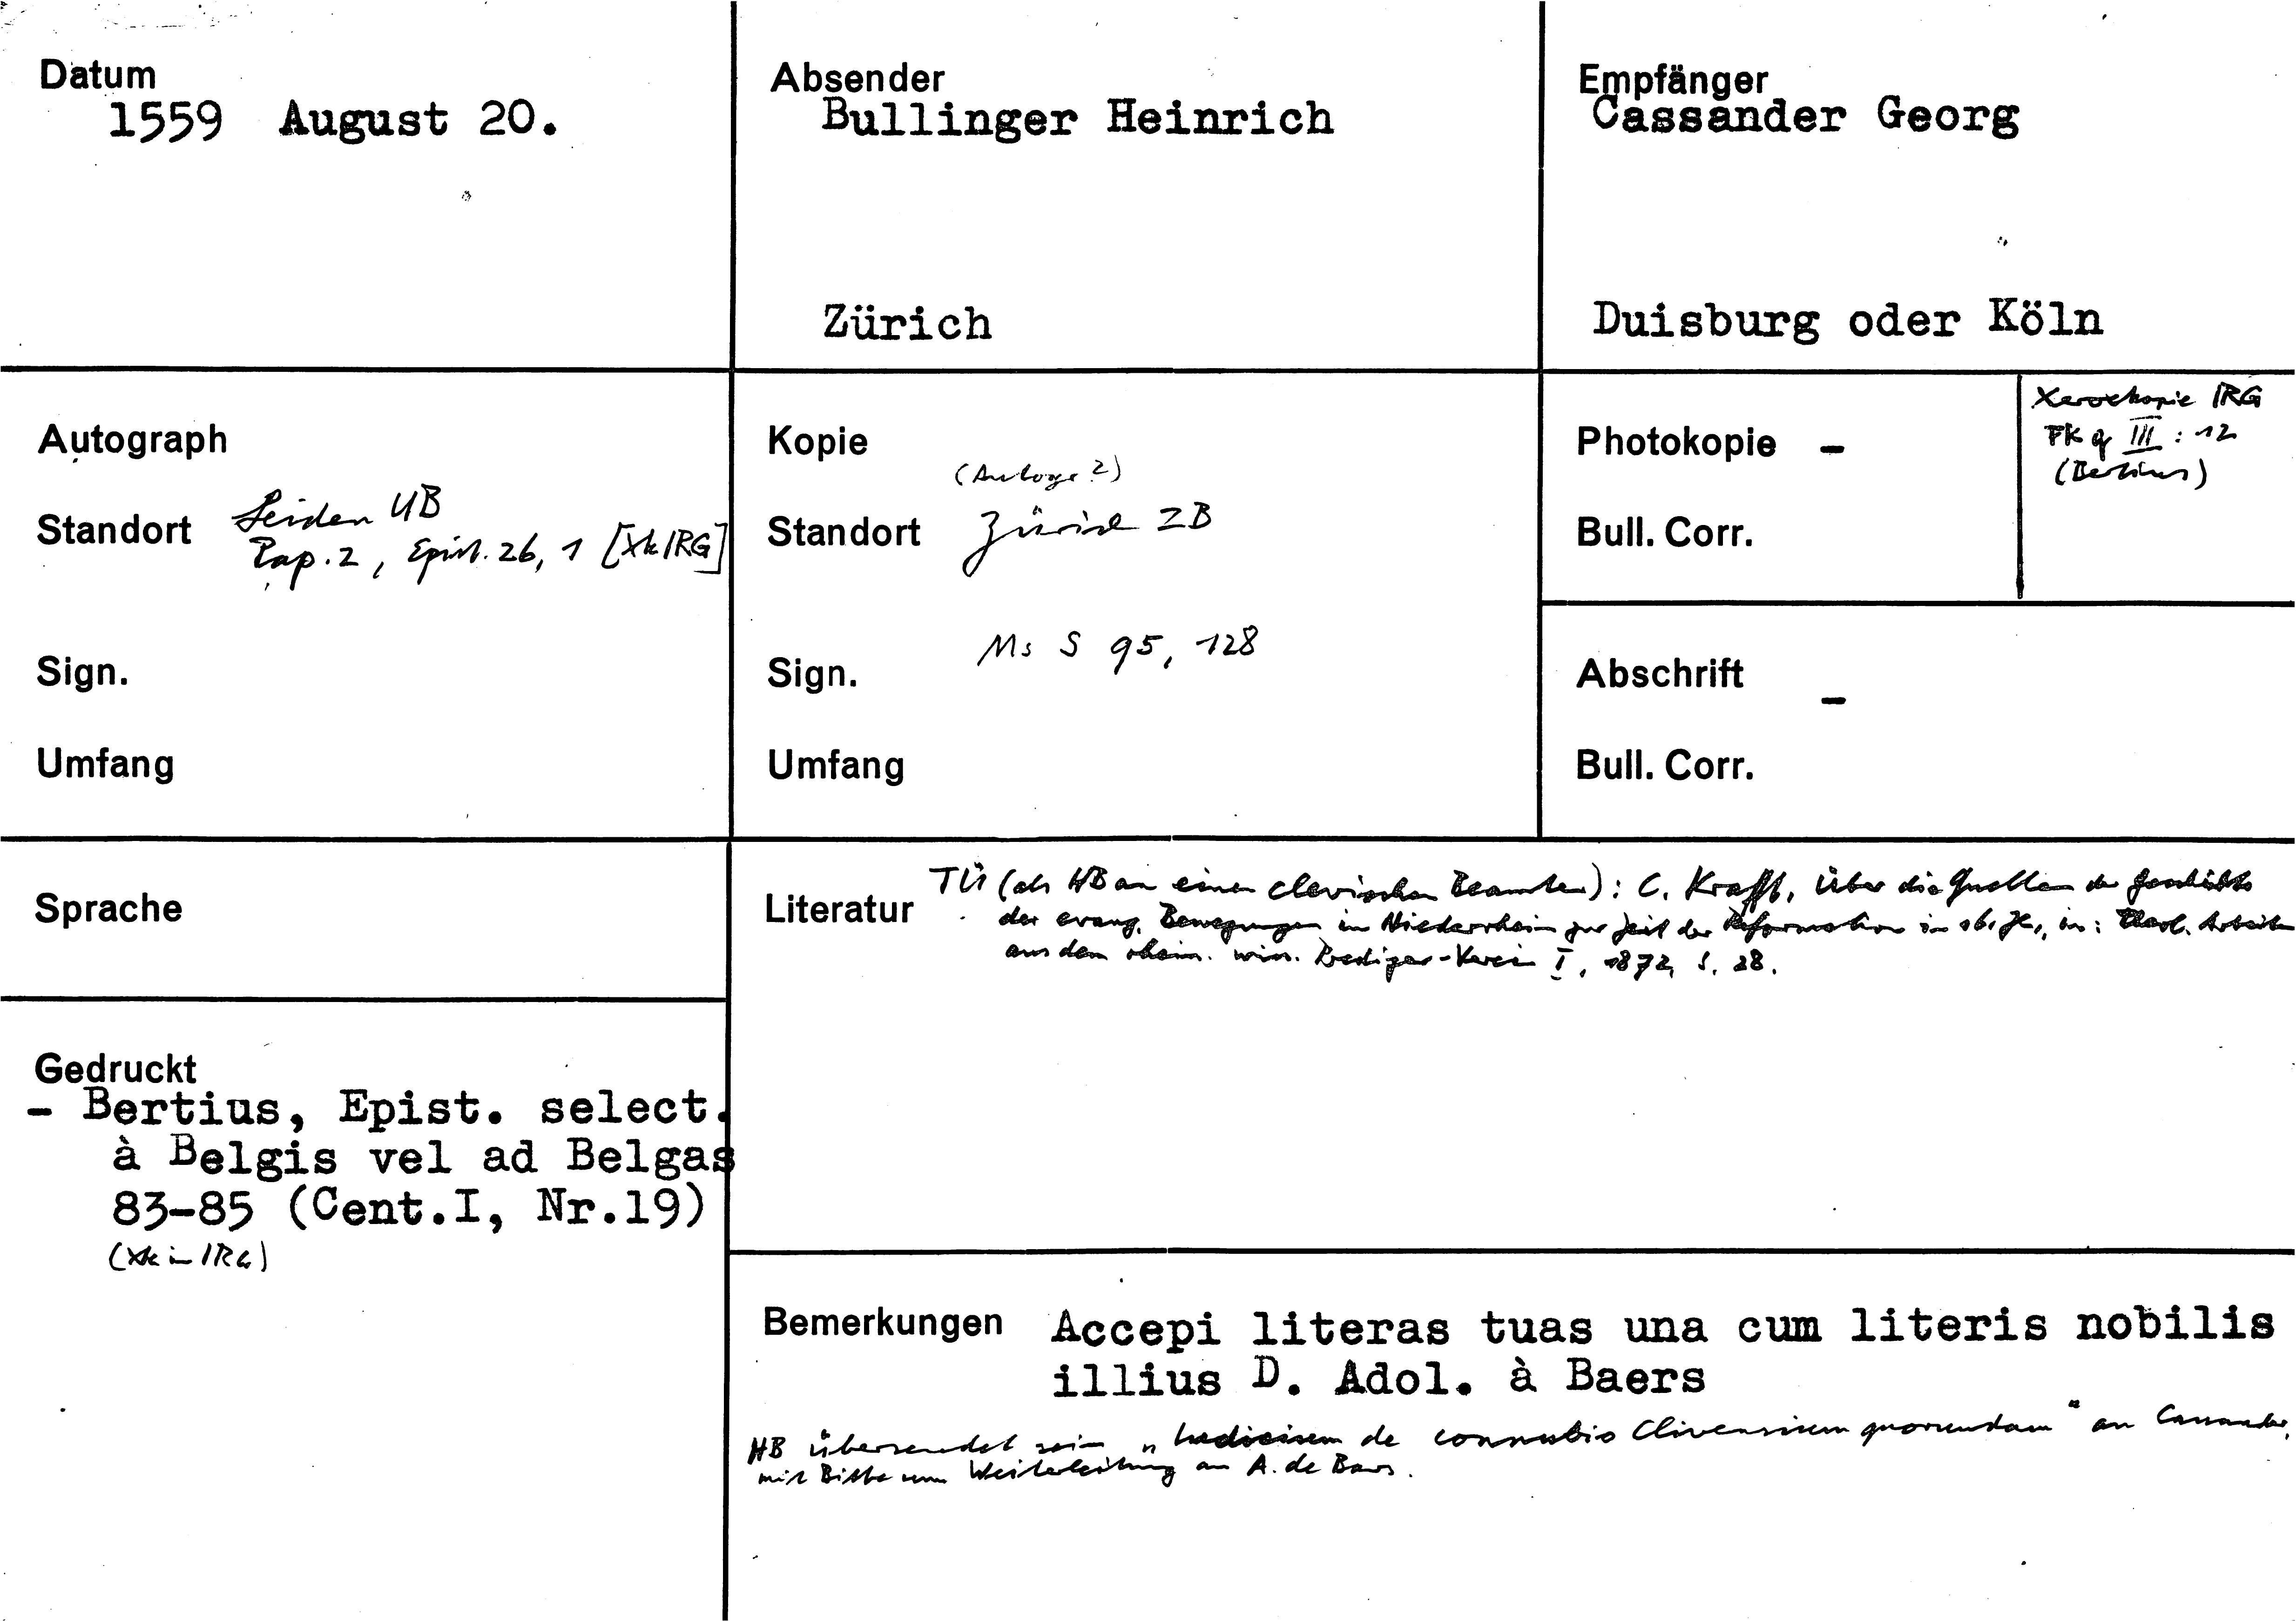 Datum
1559 August 20.
Absender
Bullinger Heinrich
Zürich
Empfänger
Cassander Georg
Duisburg oder Köln
Autograph
Standort Leiden UB
Pap. 2, Epist. 26, 1 [Xk IRG]
Sign.
Umfang
Kopie
(Autogr ?)
Standort Zürich ZB
Sign. Ms S 95, 128
Umfang
Photokopie –
Bull. Corr.
Xerokopie IRG
FK q III : 12
(Bertius)
Abschrift –
Bull. Corr.
Sprache
Literatur TÜ (als HB an einen clevischen Beamten): C. Krafft, Über die Quellen der Geschichte
der evang. Bewegungen im Niederrhein zur Zeit der Reformation im 16. Jh., in: Theol. Arbeiten
aus dem rhein. wiss. Prediger-Verein I, 1872, S. 28.
Gedruckt
– Bertius, Epist. select.
à Belgis vel ad Belgas
83–85 (Cent.I, Nr.19)
(Xk in IRG)
Bemerkungen Accepi literas tuas una cum literis nobilis
illius D. Adol. à Baers
HB übersendet sein „ de connubio Clivensium quorundam“ an Cassander,
mit Bitte um Weiterleitung an A. de Baers.